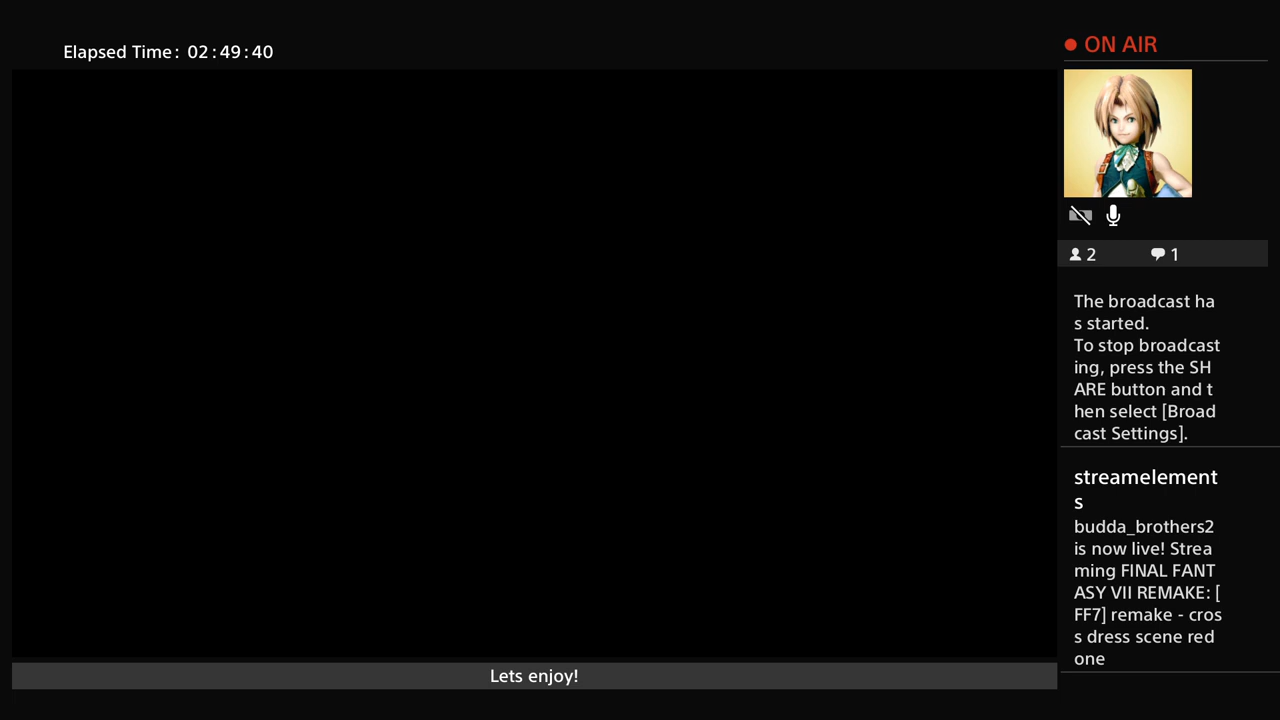 Elapsed Time: 02:49:40
ON AIR
2 1
The broadcast ha
s started.
To stop broadcast
ing, press the SH
ARE button and t
hen select [Broad
cast Settings].
streamelement
s
budda_brothers2
is now live! Strea
ming FINAL FANT
ASY VII REMAKE: [
FF7] remake - cros
s dress scene red
one
Lets enjoy!